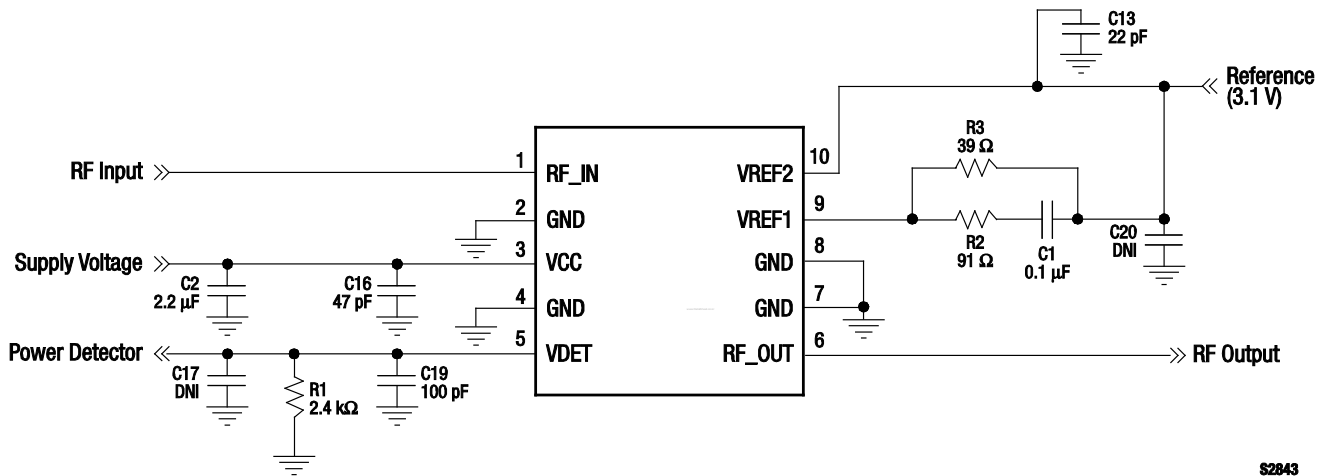 C13
22 pF
Reference
(3.1 V)
R3
39 Ω
RF Input
1
RF_IN
VREF2
10
2
GND
VREF1
9
R2
91 Ω
C1
0.1 µF
C20
DNI
Supply Voltage
3
VCC
GND
8
C2
2.2 µF
C16
47 pF
4
GND
GND
7
Power Detector
5
VDET
RF_OUT
6
RF Output
C17
DNI
R1
2.4 kΩ
C19
100 pF
S2843